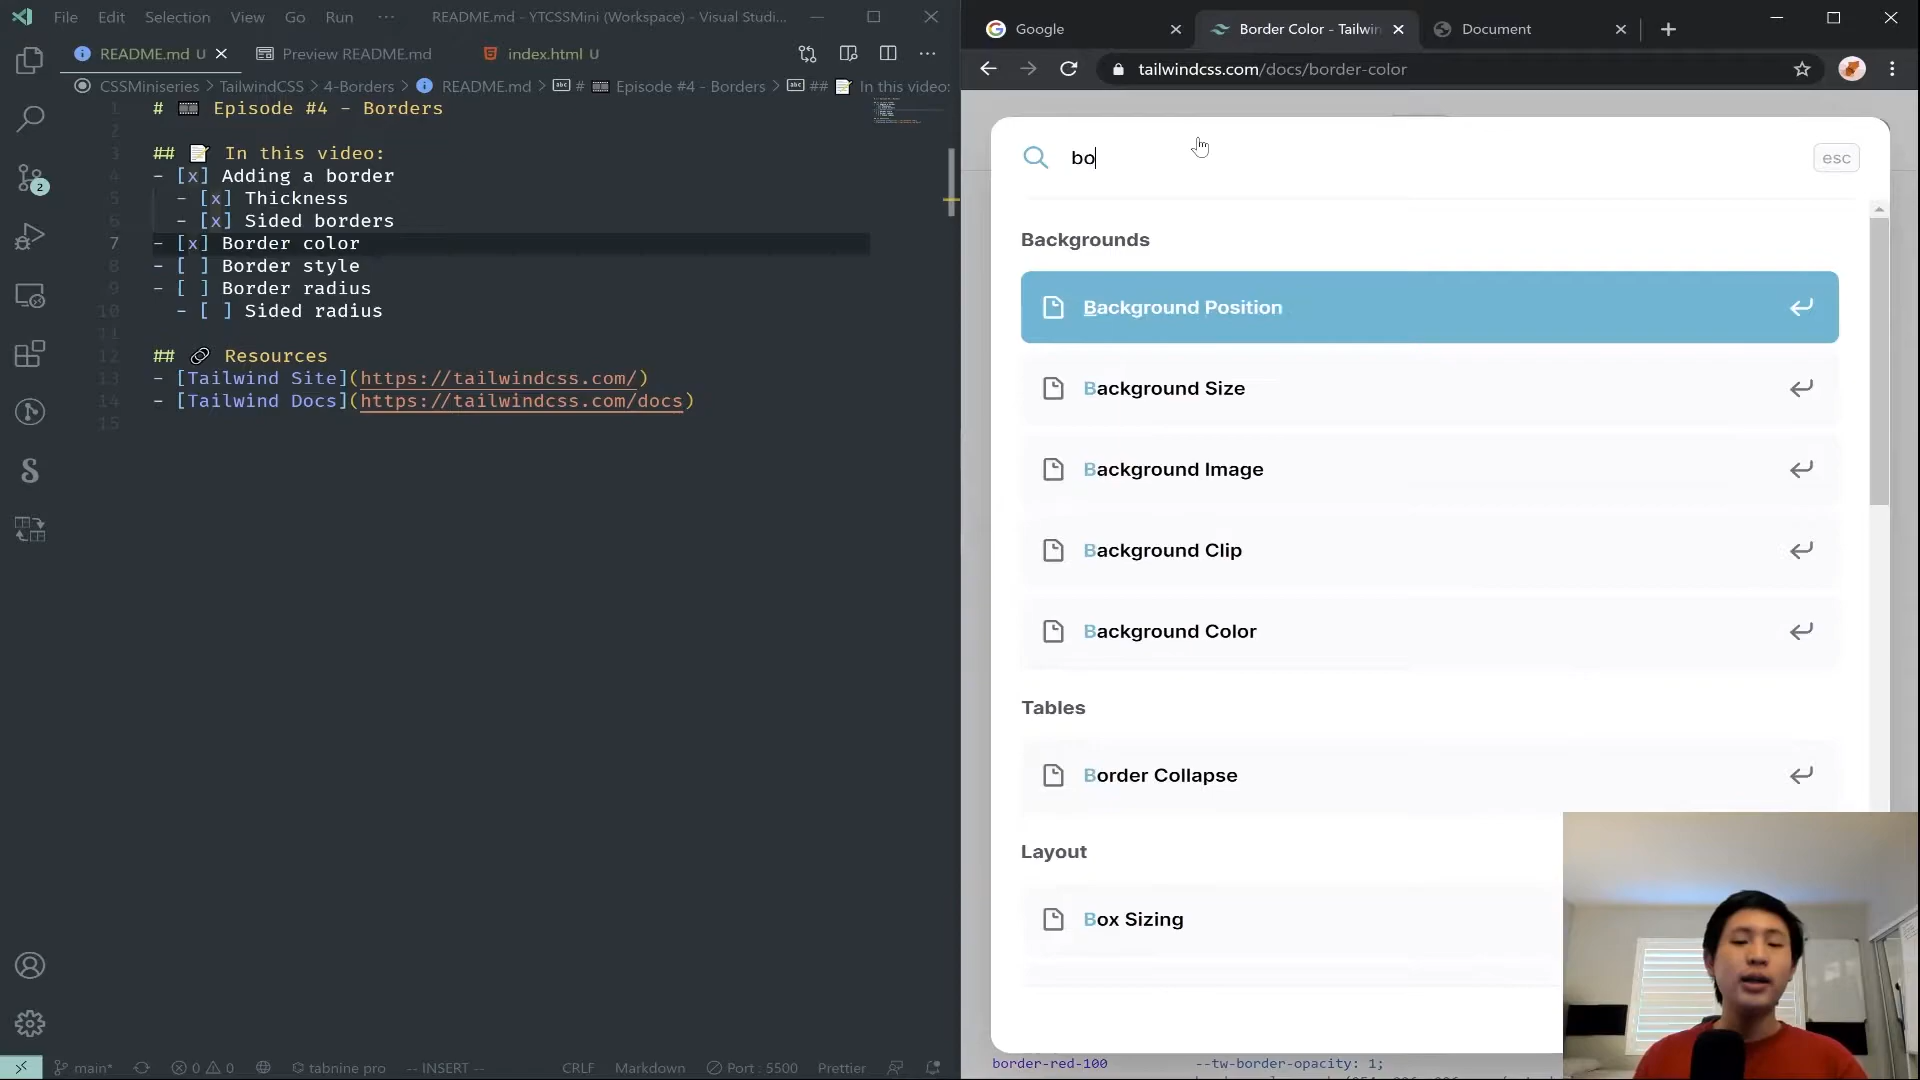 File Edit Selection View Go Run ··· README.md - YTCSSMini (Workspace) - Visual Studi...
README.md U Preview README.md index.html U ···
CSSMiniseries > TailwindCSS > 4-Borders > README.md > # Episode #4 - Borders > ## In this video:
1 # Episode #4 - Borders
2
3 ## In this video:
4 - [x] Adding a border
5 - [x] Thickness
6 - [x] Sided borders
7 - [x] Border color
8 - [ ] Border style
9 - [ ] Border radius
10 - [ ] Sided radius
11
12 ## Resources
13 - [Tailwind Site](https://tailwindcss.com/)
14 - [Tailwind Docs](https://tailwindcss.com/docs)
15
2
main* 0 0 tabnine pro -- INSERT -- CRLF Markdown Port : 5500 Prettier
Google Border Color - Tailwin Document
tailwindcss.com/docs/border-color
bo esc
Backgrounds
Background Position
Background Size
Background Image
Background Clip
Background Color
Tables
Border Collapse
Layout
Box Sizing
border-red-100 --tw-border-opacity: 1;